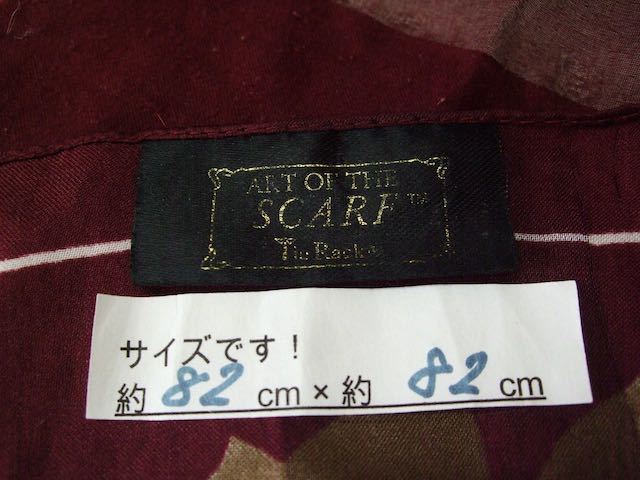 ART OF THE
SCARF™
Tie Rack
サイズです！
約 82 cm × 約 82 cm